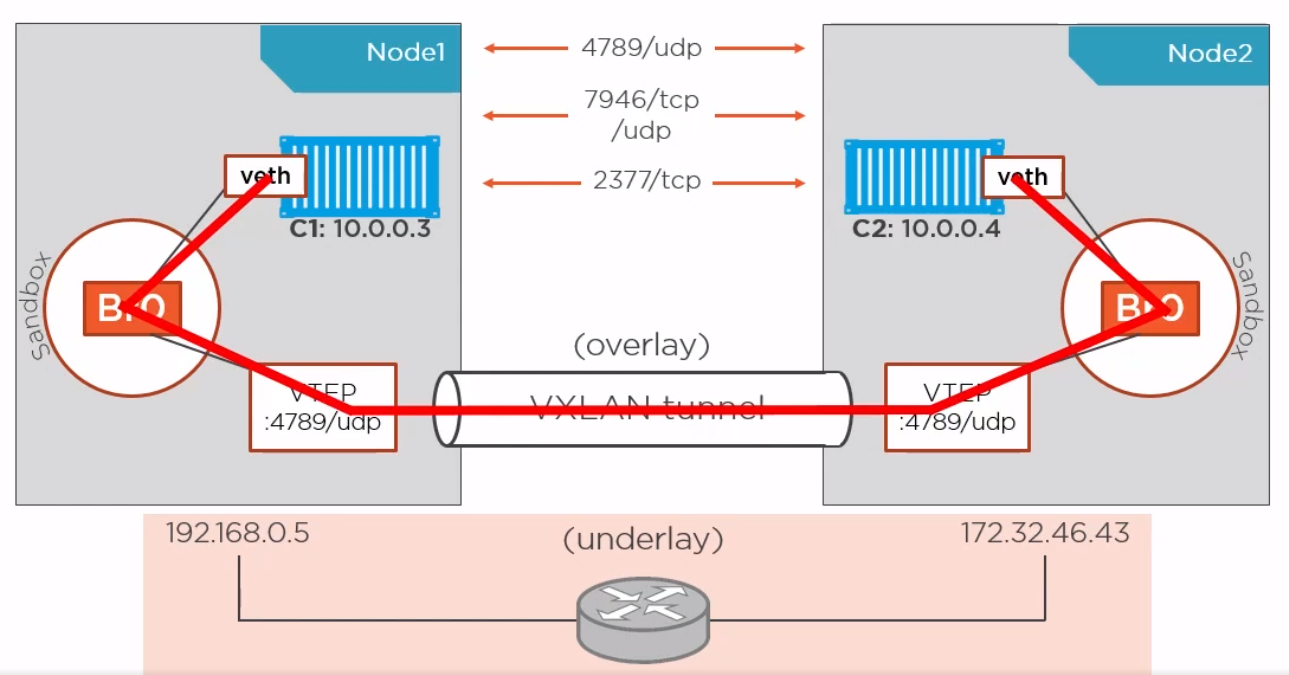 Node1
4789/udp
Node2
7946/tcp
/udp
2377/tcp
veth
veth
C1: 10.0.0.3
C2: 10.0.0.4
Sandbox
Br0
Br0
Sandbox
(overlay)
VTEP
:4789/udp
VXLAN tunnel
VTEP
:4789/udp
192.168.0.5
(underlay)
172.32.46.43